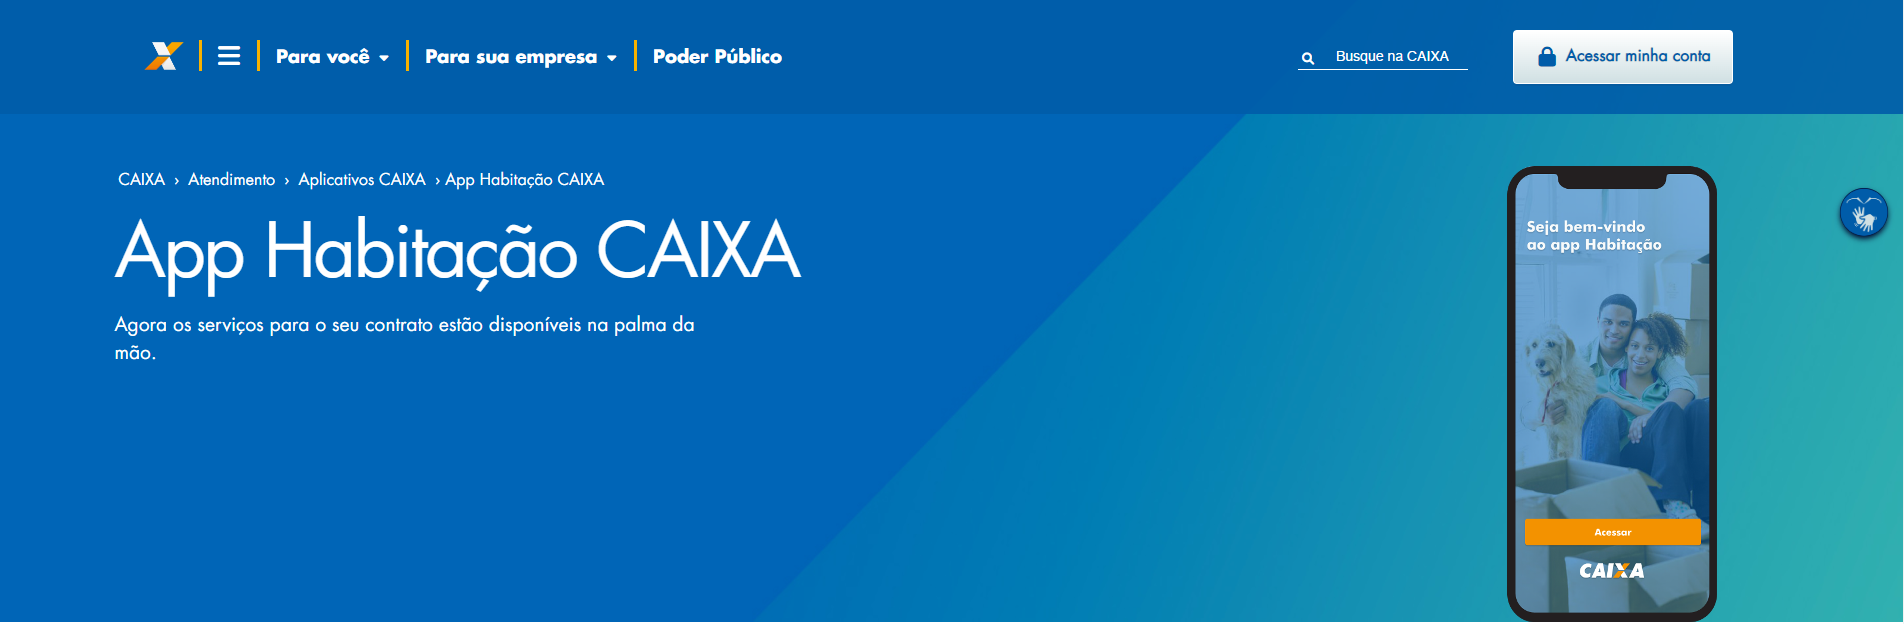 Para você
Para sua empresa
Poder Público
Busque na CAIXA
Acessar minha conta
CAIXA › Atendimento › Aplicativos CAIXA › App Habitação CAIXA
App Habitação CAIXA
Agora os serviços para o seu contrato estão disponíveis na palma da
mão.
Seja bem-vindo
ao app Habitação
Acessar
CAIXA